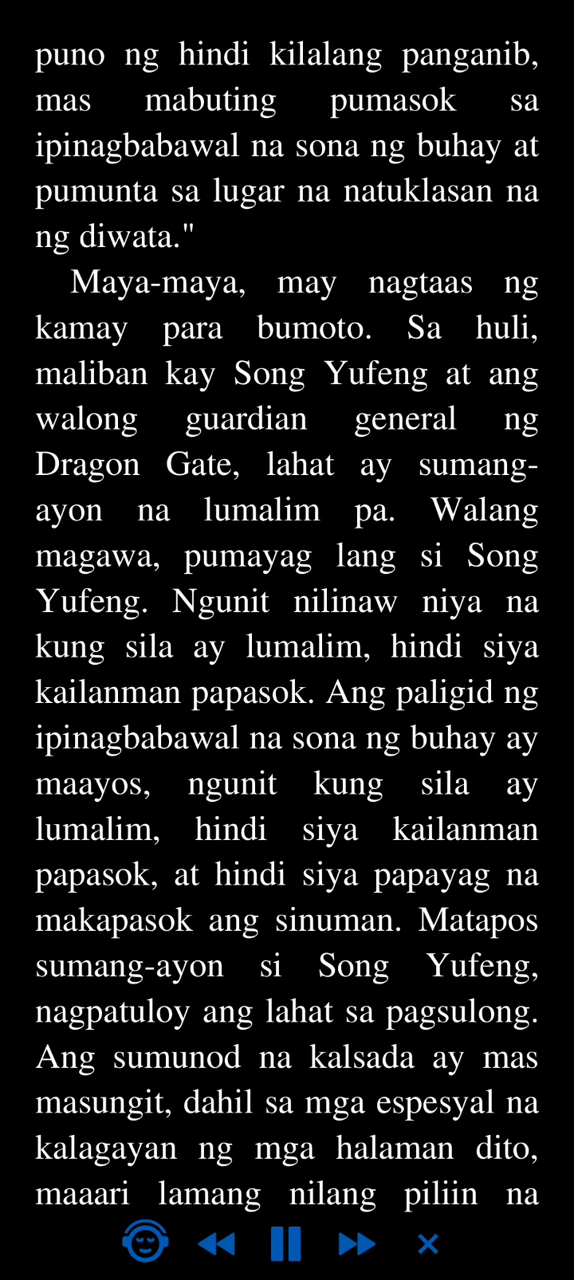 puno ng hindi kilalang panganib,
mas mabuting pumasok sa
ipinagbabawal na sona ng buhay at
pumunta sa lugar na natuklasan na
ng diwata."
Maya-maya, may nagtaas ng
kamay para bumoto. Sa huli,
maliban kay Song Yufeng at ang
walong guardian general ng
Dragon Gate, lahat ay sumang-
ayon na lumalim pa. Walang
magawa, pumayag lang si Song
Yufeng. Ngunit nilinaw niya na
kung sila ay lumalim, hindi siya
kailanman papasok. Ang paligid ng
ipinagbabawal na sona ng buhay ay
maayos, ngunit kung sila ay
lumalim, hindi siya kailanman
papasok, at hindi siya papayag na
makapasok ang sinuman. Matapos
sumang-ayon si Song Yufeng,
nagpatuloy ang lahat sa pagsulong.
Ang sumunod na kalsada ay mas
masungit, dahil sa mga espesyal na
kalagayan ng mga halaman dito,
maaari lamang nilang piliin na